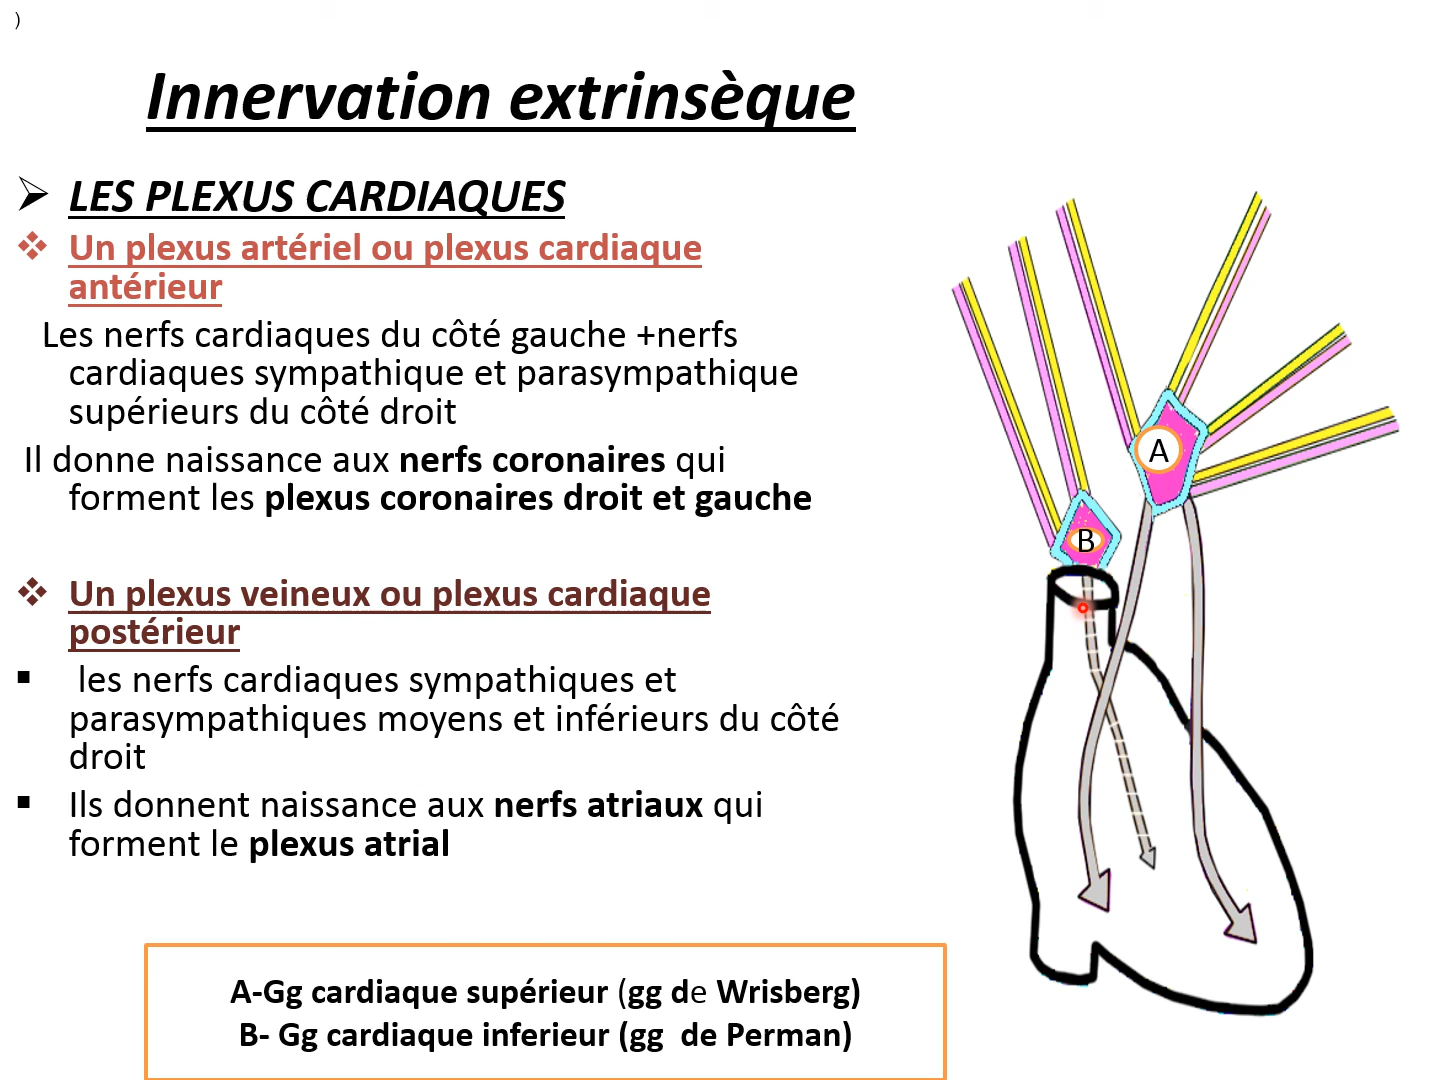 )
Innervation extrinsèque
LES PLEXUS CARDIAQUES
Un plexus artériel ou plexus cardiaque
antérieur
Les nerfs cardiaques du côté gauche +nerfs
cardiaques sympathique et parasympathique
supérieurs du côté droit
Il donne naissance aux nerfs coronaires qui
forment les plexus coronaires droit et gauche
Un plexus veineux ou plexus cardiaque
postérieur
les nerfs cardiaques sympathiques et
parasympathiques moyens et inférieurs du côté
droit
Ils donnent naissance aux nerfs atriaux qui
forment le plexus atrial
A
B
A-Gg cardiaque supérieur (gg de Wrisberg)
B- Gg cardiaque inferieur (gg de Perman)